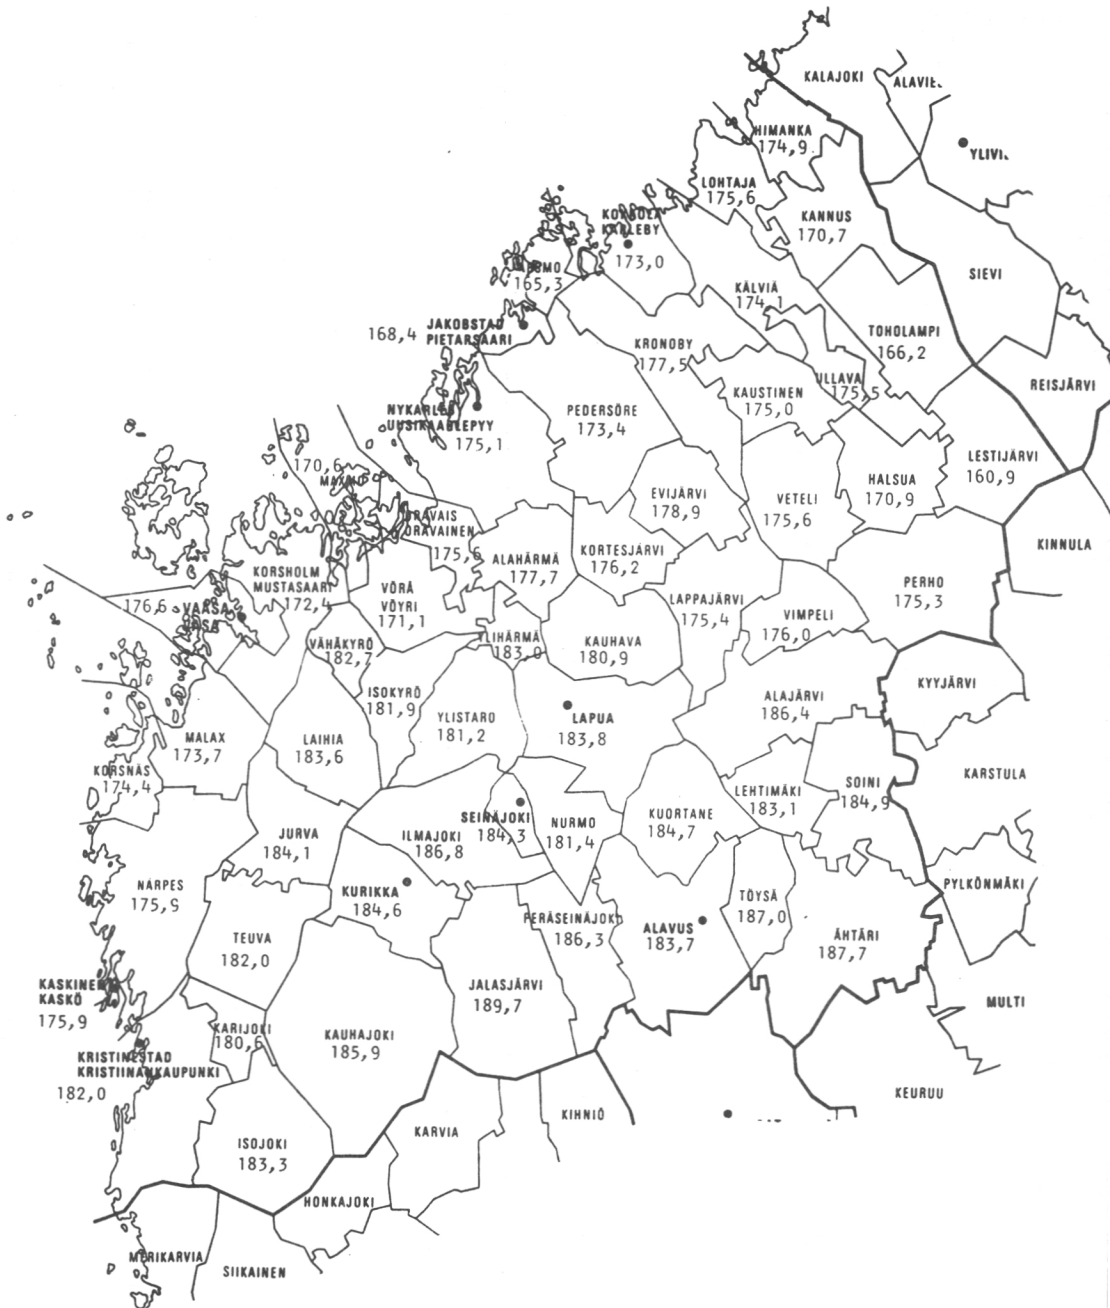 KALAJOKI
ALAVIE
HIMANKA
174,9
YLIVI
LOHTAJA
175,6
KANNUS
170,7
KOKKOLA
KARLEBY
173,0
SIEVI
165,3
KÄLVIÄ
174,1
168,4
JAKOBSTAD
PIETARSAARI
TOHOLAMPI
166,2
KRONOBY
177,5
ULLAVA
175,5
REISJÄRVI
KAUSTINEN
175,0
NYKARLEBY
UUSIKAARLEPYY
175,1
PEDERSÖRE
173,4
LESTIJÄRVI
160,9
170,6
MAXMO
HALSUA
170,9
EVIJÄRVI
178,9
VETELI
175,6
ORAVAIS
ORAVAINEN
175,6
KINNULA
ALAHÄRMÄ
177,7
KORTESJÄRVI
176,2
KORSHOLM
MUSTASAARI
172,4
VÖRÅ
VÖYRI
171,1
PERHO
175,3
LAPPAJÄRVI
175,4
176,6
VAASA
VASA
VIMPELI
176,0
VÄHÄKYRÖ
182,7
YLIHÄRMÄ
183,0
KAUHAVA
180,9
KYYJÄRVI
ISOKYRÖ
181,9
ALAJÄRVI
186,4
YLISTARO
181,2
LAPUA
183,8
MALAX
173,7
LAIHIA
183,6
KORSNÄS
174,4
KARSTULA
SOINI
184,9
LEHTIMÄKI
183,1
SEINÄJOKI
184,3
NURMO
181,4
KUORTANE
184,7
JURVA
184,1
ILMAJOKI
186,8
NÄRPES
175,9
KURIKKA
184,6
PYLKÖNMÄKI
TÖYSÄ
187,0
PERÄSEINÄJOKI
186,3
ALAVUS
183,7
ÄHTÄRI
187,7
TEUVA
182,0
KASKINEN
KASKÖ
175,9
JALASJÄRVI
189,7
MULTI
KARIJOKI
180,6
KAUHAJOKI
185,9
KRISTINESTAD
KRISTIINANKAUPUNKI
182,0
KEURUU
KIHNIÖ
KARVIA
ISOJOKI
183,3
HONKAJOKI
MERIKARVIA
SIIKAINEN